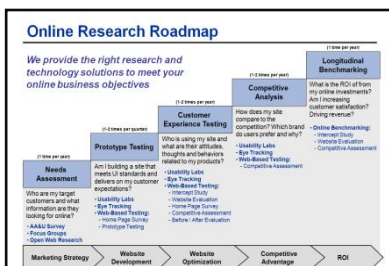 Online Research Roadmap
We provide the right research and
technology solutions to meet your
online business objectives
(1 time per year)
Needs
Assessment
Who are my target
customers and what
information are they
looking for online?
• AA&U Survey
• Focus Groups
• Open Web Research
(1-2 times per quarter)
Prototype Testing
Am I building a site that
meets UI standards and
delivers on my customer
expectations?
• Usability Labs
• Eye Tracking
• Web-Based Testing:
- Home Page Survey
- Prototype Testing
(1-2 times per year)
Customer
Experience Testing
Who is using my site and
what are their attitudes,
thoughts and behaviors
related to my products?
• Usability Labs
• Eye Tracking
• Web-Based Testing:
- Intercept Study
- Website Evaluation
- Home Page Survey
- Competitive Assessment
- Before / After Evaluation
(1-2 times per year)
Competitive
Analysis
How does my site
compare to the
competition? Which brand
do users prefer and why?
• Usability Labs
• Eye Tracking
• Web-Based Testing:
- Competitive Assessment
(1 time per year)
Longitudinal
Benchmarking
What is the ROI of from
my online investments?
Am I increasing
customer satisfaction?
Driving revenue?
• Online Benchmarking:
- Intercept Study
- Website Evaluation
- Competitive Assessment
Marketing Strategy
Website
Development
Website
Optimization
Competitive
Advantage
ROI